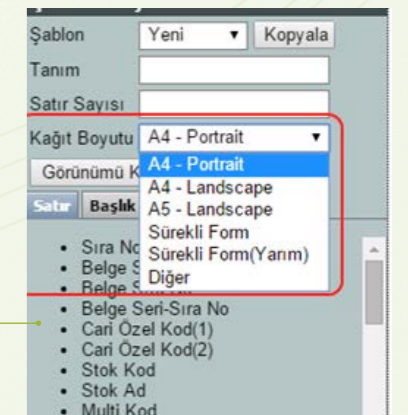 Şablon Yeni Kopyala
Tanım
Satır Sayısı
Kağıt Boyutu A4 - Portrait
A4 - Portrait
Görünümü K
A4 - Landscape
Satır Başlık
A5 - Landscape
Sürekli Form
Sürekli Form(Yarım)
Diğer
Sıra No
Belge S
Belge
Belge Seri-Sıra No
Cari Özel Kod(1)
Cari Özel Kod(2)
Stok Kod
Stok Ad
Multi Kod